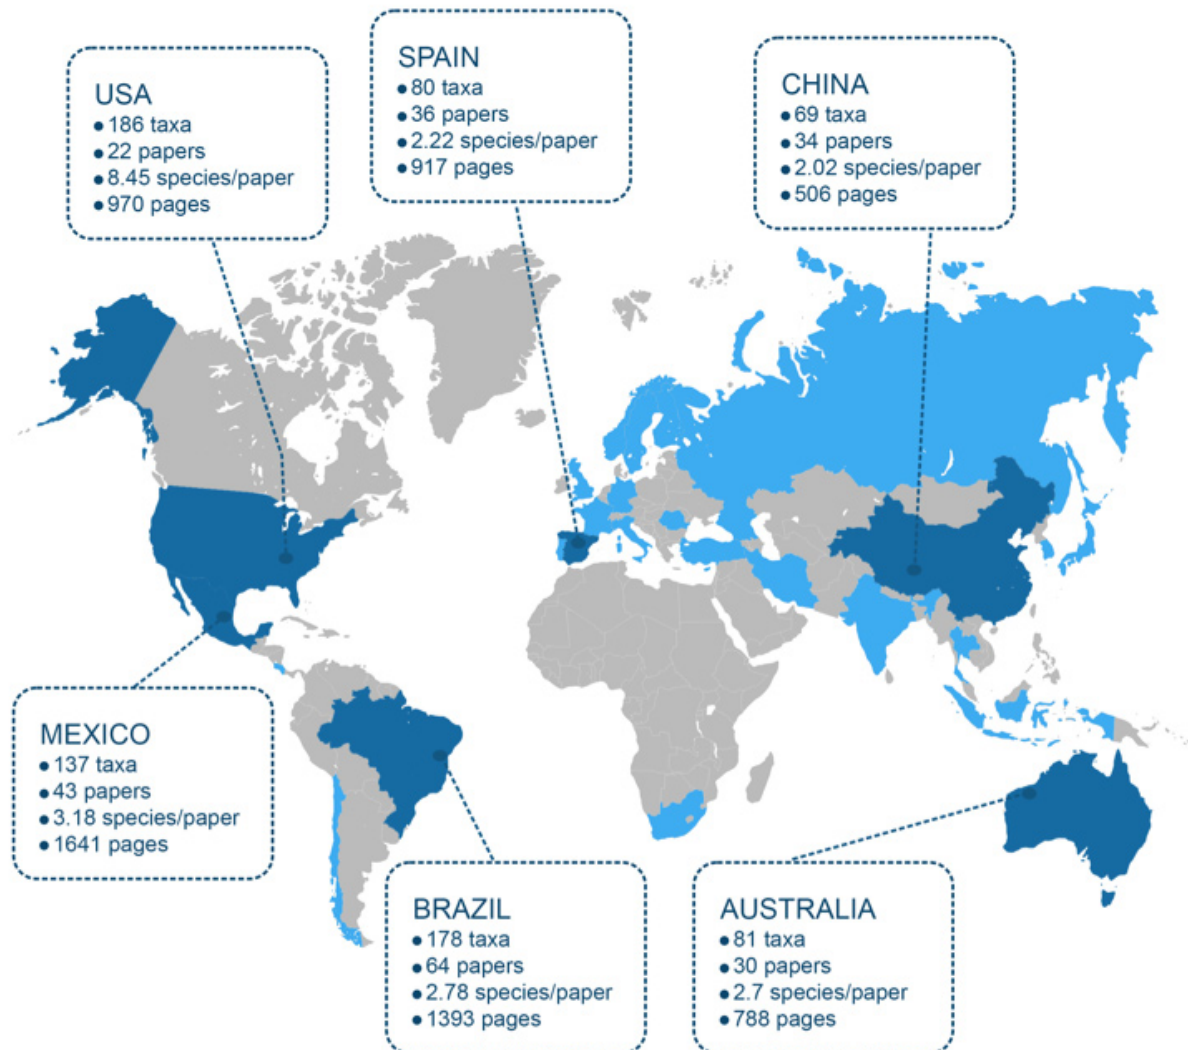 USA
• 186 taxa
• 22 papers
• 8.45 species/paper
• 970 pages
SPAIN
• 80 taxa
• 36 papers
• 2.22 species/paper
• 917 pages
CHINA
• 69 taxa
• 34 papers
• 2.02 species/paper
• 506 pages
MEXICO
• 137 taxa
• 43 papers
• 3.18 species/paper
• 1641 pages
BRAZIL
• 178 taxa
• 64 papers
• 2.78 species/paper
• 1393 pages
AUSTRALIA
• 81 taxa
• 30 papers
• 2.7 species/paper
• 788 pages